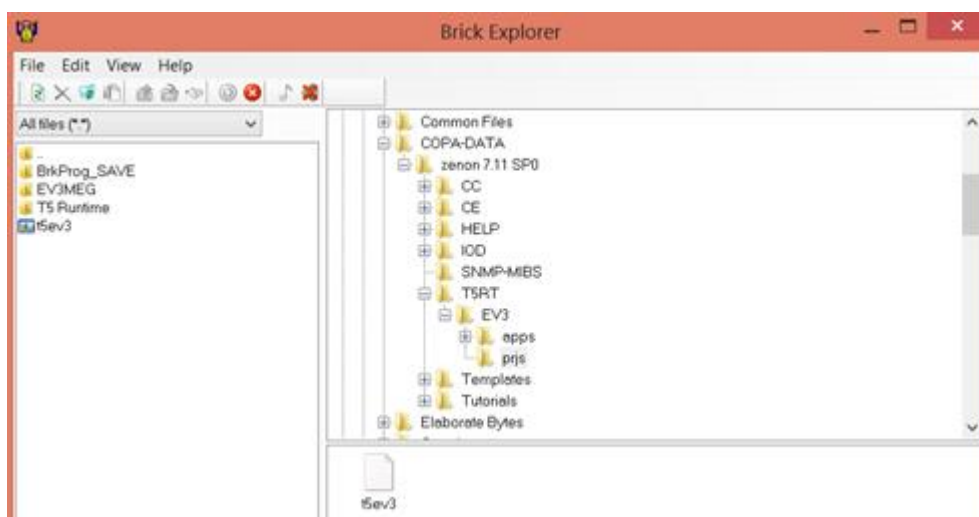 Brick Explorer
File Edit View Help
All files (*.*)
..
BrkProg_SAVE
EV3MEG
T5 Runtime
t5ev3
Common Files
COPA-DATA
zenon 7.11 SP0
CC
CE
HELP
IOD
SNMP-MIBS
T5RT
EV3
apps
prjs
Templates
Tutorials
Elaborate Bytes
t5ev3